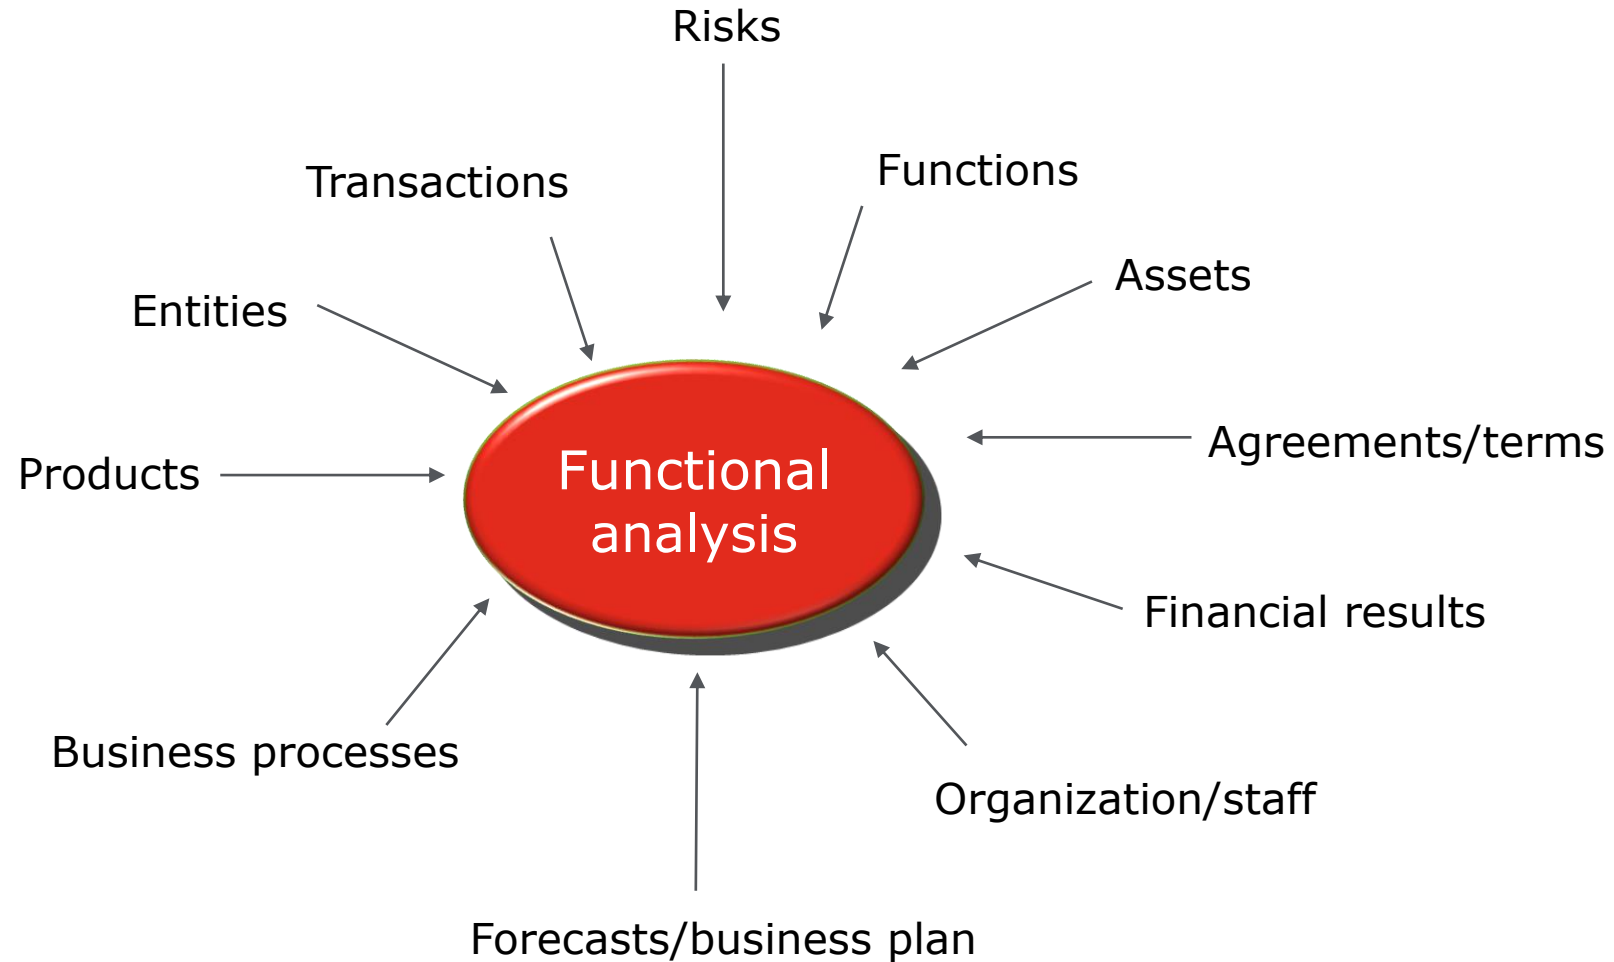 Risks
Functions
Transactions
Assets
Entities
Agreements/terms
Products
Functional
analysis
Financial results
Business processes
Organization/staff
Forecasts/business plan